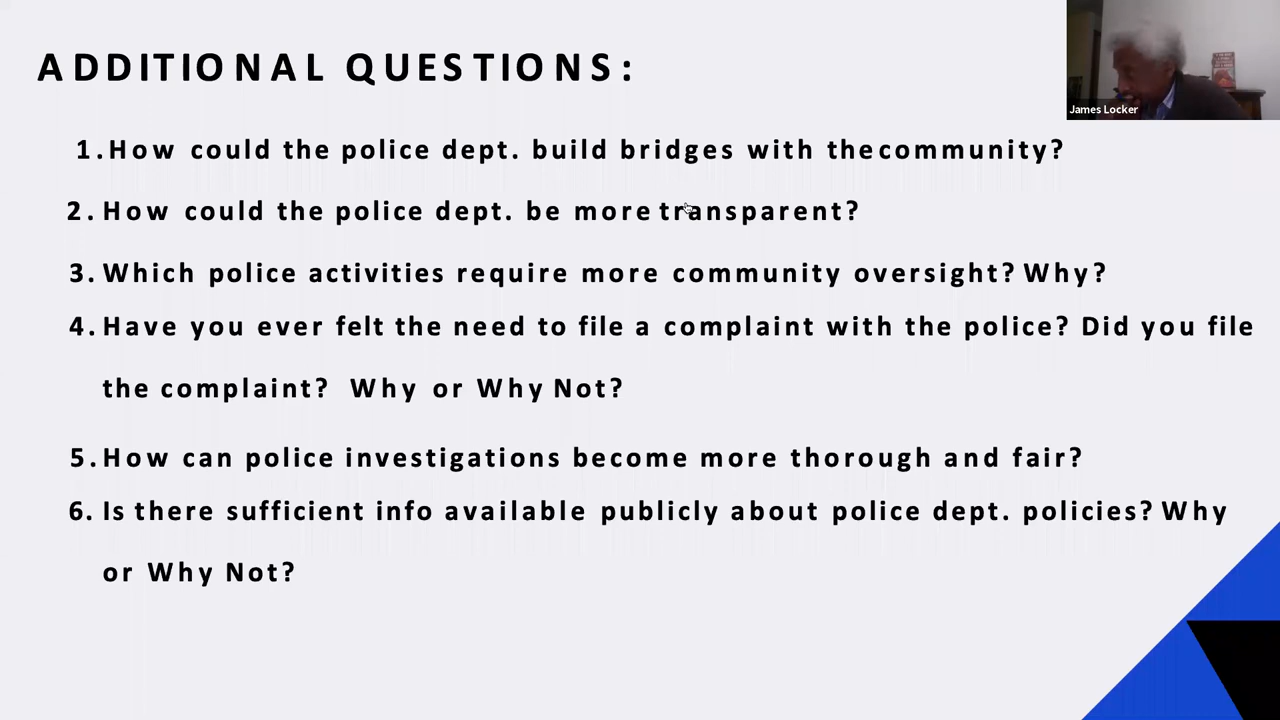 ADDITIONAL QUESTIONS:
James Locker
1. How could the police dept. build bridges with thecommunity?
2. How could the police dept. be more transparent?
3. Which police activities require more community oversight? Why?
4. Have you ever felt the need to file a complaint with the police? Did you file
the complaint? Why or Why Not?
5. How can police investigations become more thorough and fair?
6. Is there sufficient info available publicly about police dept. policies? Why
or Why Not?